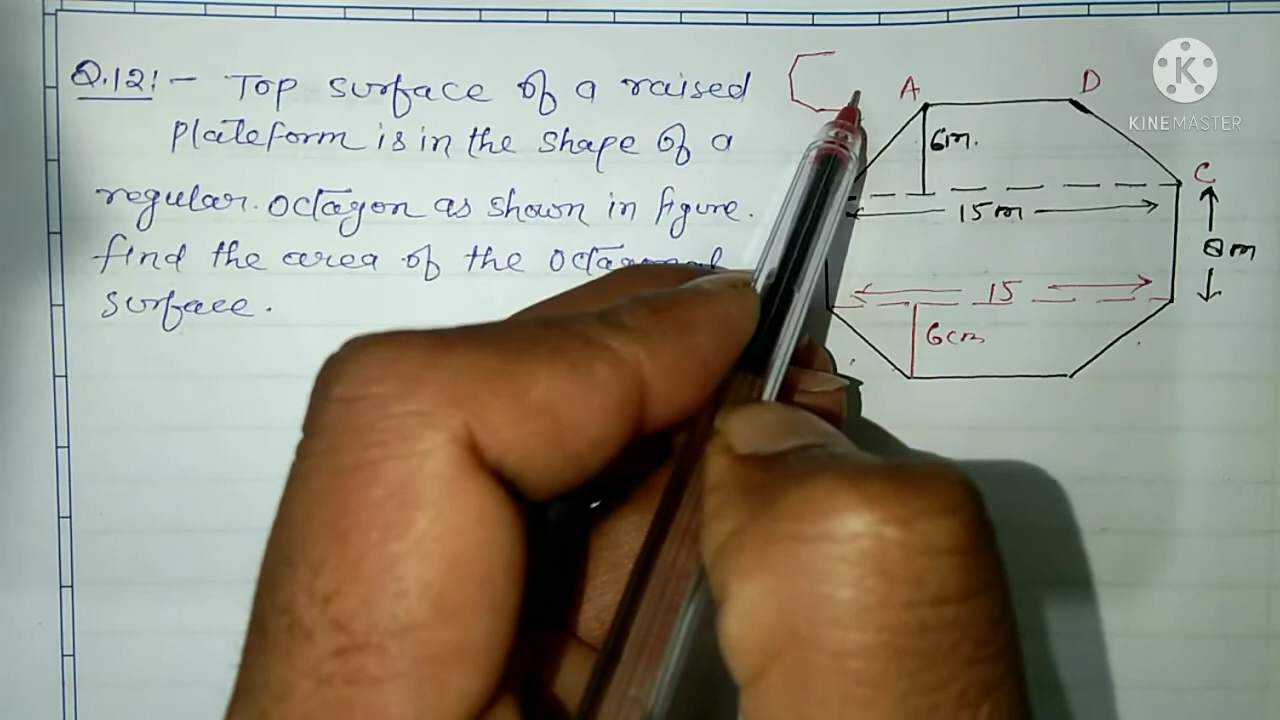 Q.12:- Top surface of a raised
plateform is in the shape of a
regular octagon as shown in figure.
find the area of the octagonal
surface.
A
D
6m.
C
15m
8m
15
6cm
K
KINEMASTER